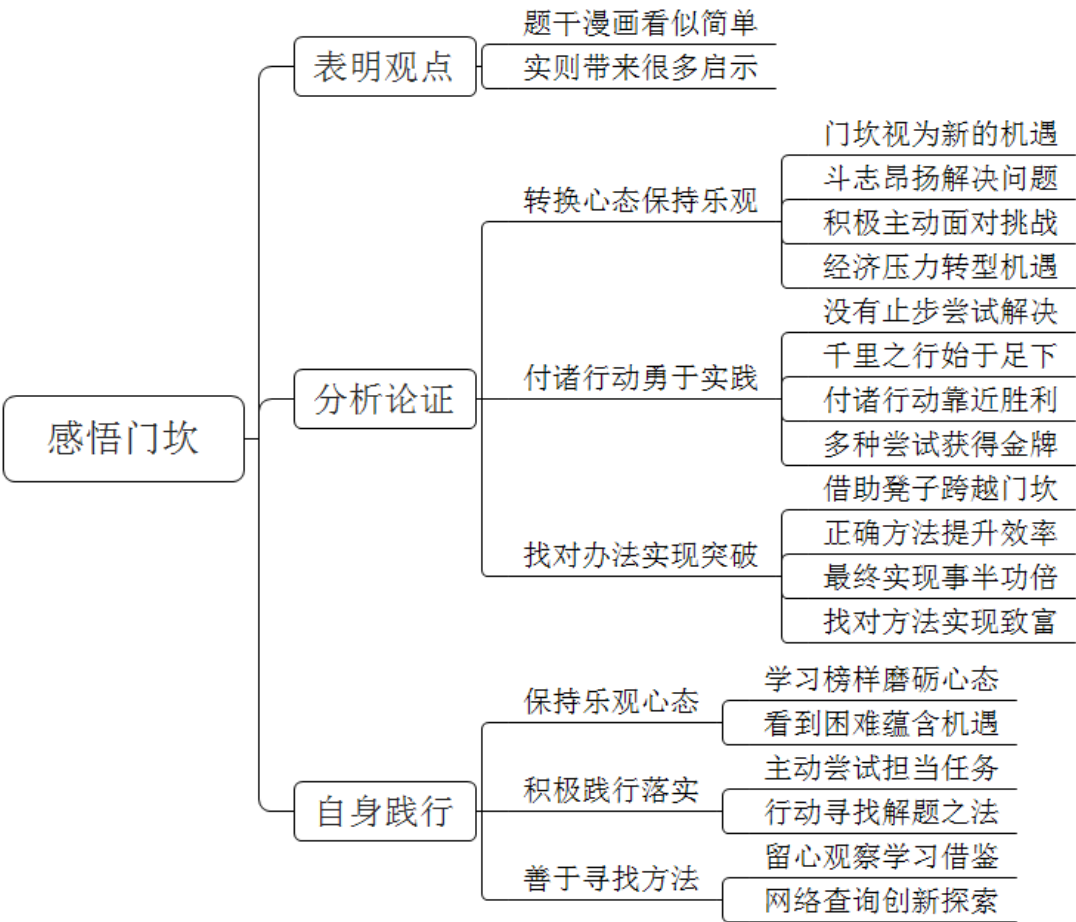 感悟门坎
表明观点
题干漫画看似简单
实则带来很多启示
分析论证
转换心态保持乐观
门坎视为新的机遇
斗志昂扬解决问题
积极主动面对挑战
经济压力转型机遇
付诸行动勇于实践
没有止步尝试解决
千里之行始于足下
付诸行动靠近胜利
多种尝试获得金牌
找对办法实现突破
借助凳子跨越门坎
正确方法提升效率
最终实现事半功倍
找对方法实现致富
自身践行
保持乐观心态
学习榜样磨砺心态
看到困难蕴含机遇
积极践行落实
主动尝试担当任务
行动寻找解题之法
善于寻找方法
留心观察学习借鉴
网络查询创新探索